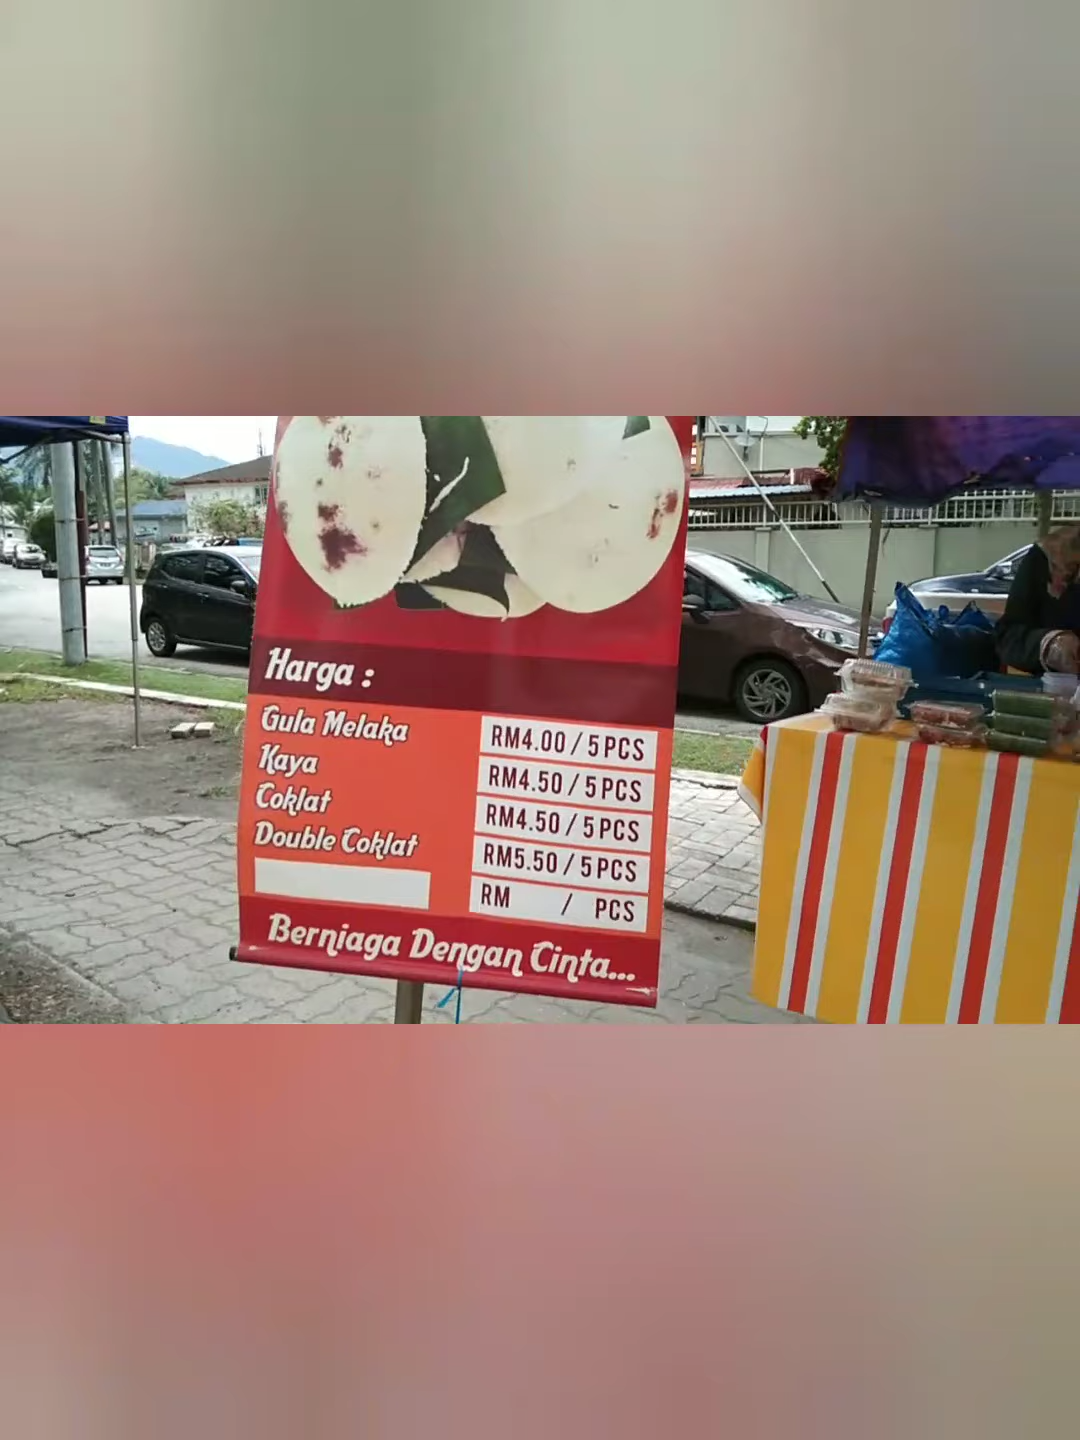 Harga :
Gula Melaka RM4.00 / 5 PCS
Kaya RM4.50 / 5 PCS
Coklat RM4.50 / 5 PCS
Double Coklat RM5.50 / 5 PCS
RM / PCS
Berniaga Dengan Cinta...